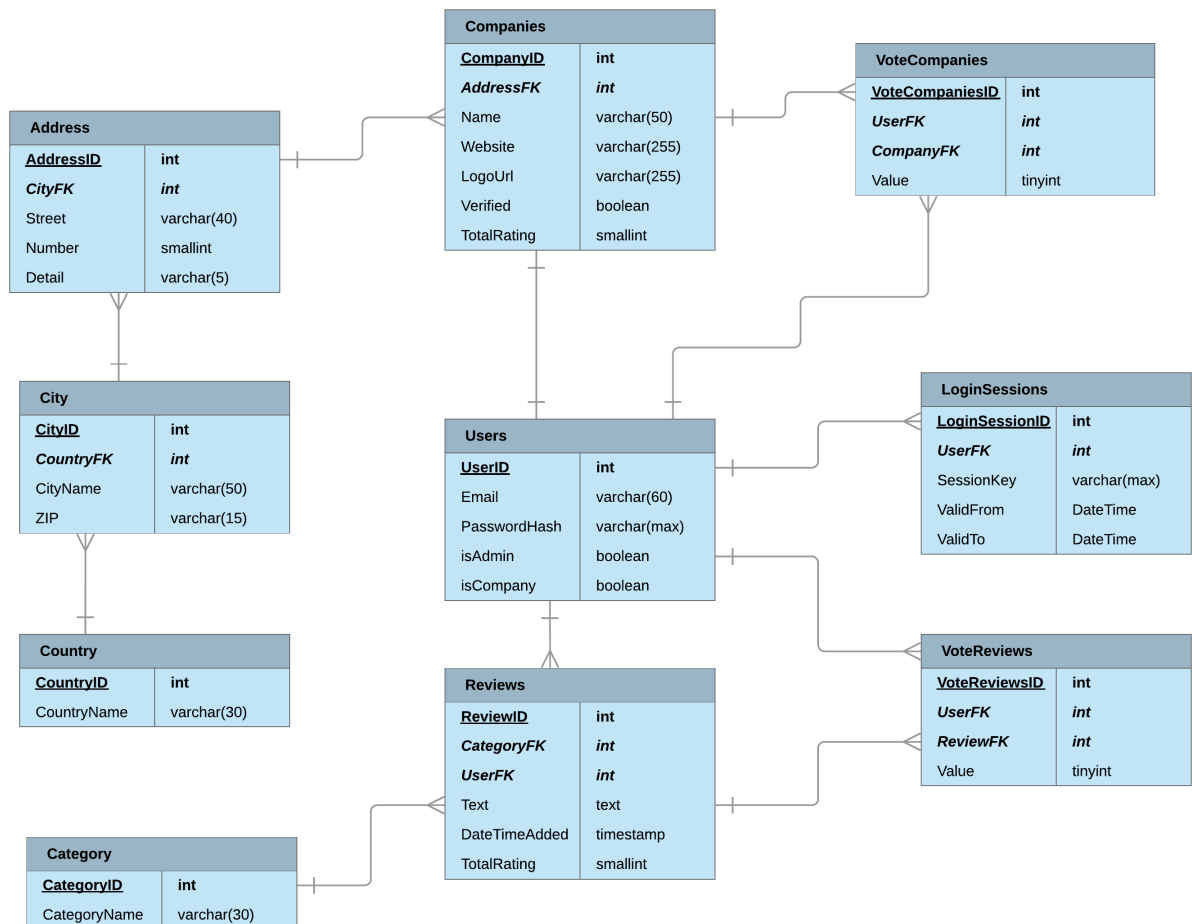 Companies
CompanyID int
AddressFK int
Name varchar(50)
Website varchar(255)
LogoUrl varchar(255)
Verified boolean
TotalRating smallint
VoteCompanies
VoteCompaniesID int
UserFK int
CompanyFK int
Value tinyint
Address
AddressID int
CityFK int
Street varchar(40)
Number smallint
Detail varchar(5)
City
CityID int
CountryFK int
CityName varchar(50)
ZIP varchar(15)
Users
UserID int
Email varchar(60)
PasswordHash varchar(max)
isAdmin boolean
isCompany boolean
LoginSessions
LoginSessionID int
UserFK int
SessionKey varchar(max)
ValidFrom DateTime
ValidTo DateTime
Country
CountryID int
CountryName varchar(30)
Reviews
ReviewID int
CategoryFK int
UserFK int
Text text
DateTimeAdded timestamp
TotalRating smallint
VoteReviews
VoteReviewsID int
UserFK int
ReviewFK int
Value tinyint
Category
CategoryID int
CategoryName varchar(30)